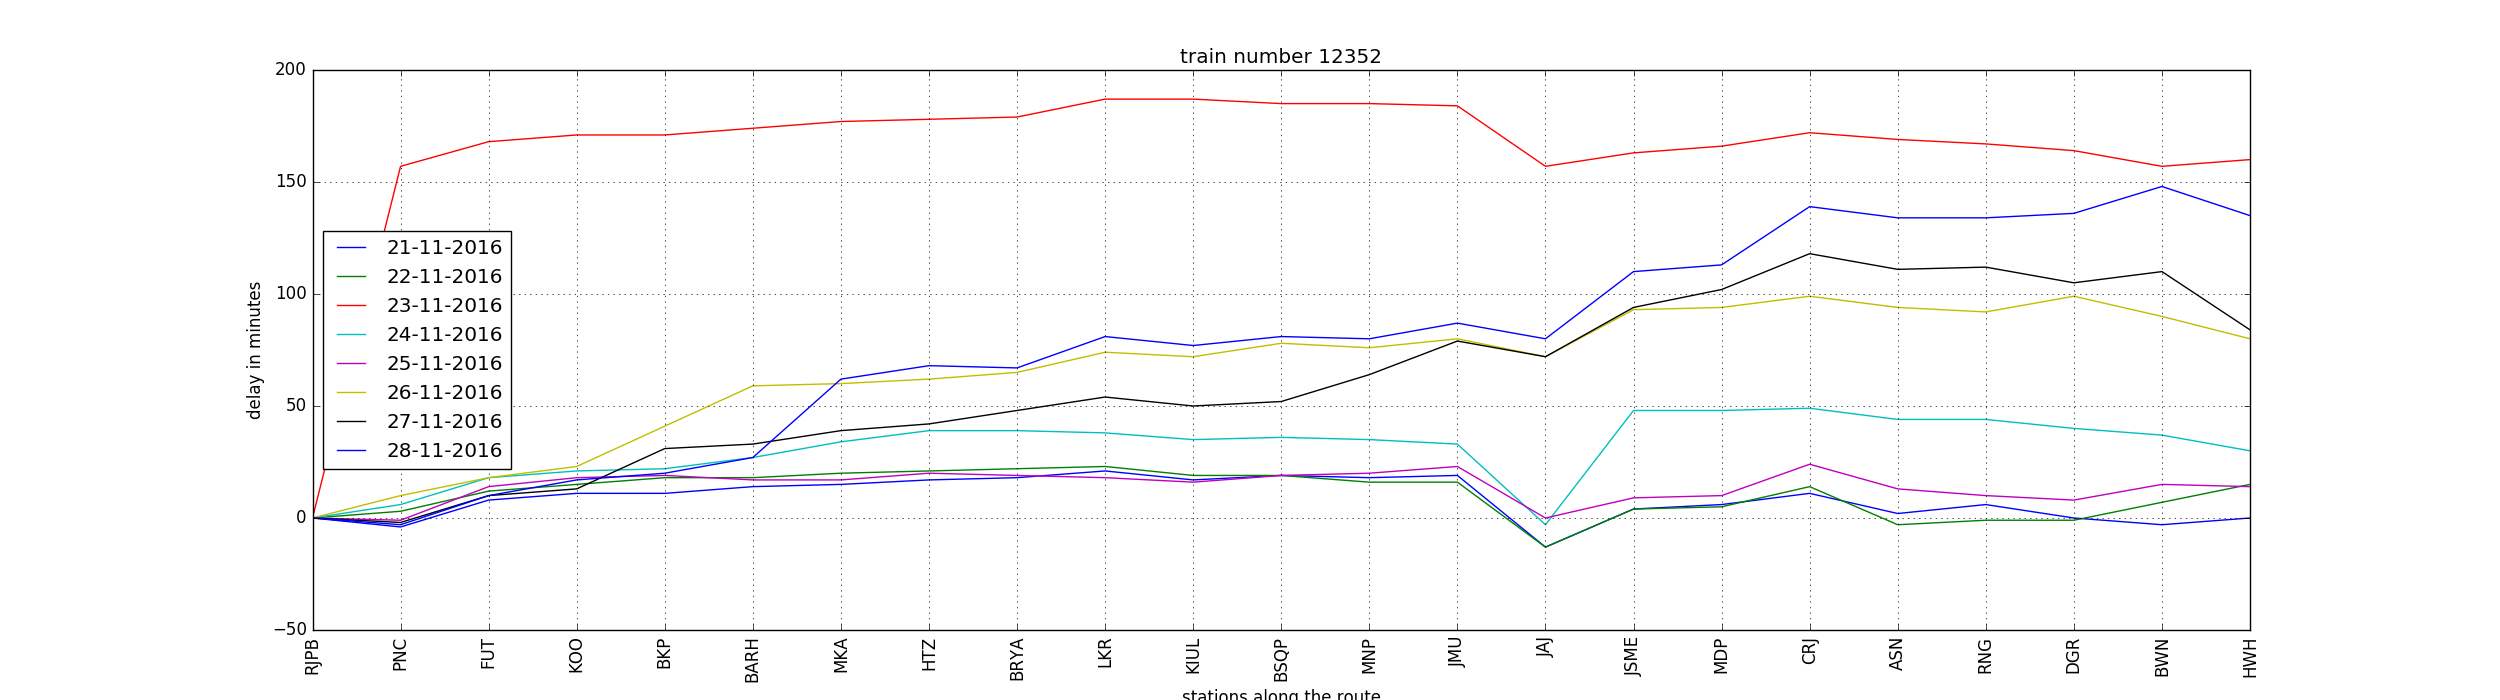 train number 12352
200
150
100
50
0
−50
delay in minutes
21-11-2016
22-11-2016
23-11-2016
24-11-2016
25-11-2016
26-11-2016
27-11-2016
28-11-2016
RJPB
PNC
FUT
KOO
BKP
BARH
MKA
HTZ
BRYA
LKR
KIUL
BSQP
MNP
JMU
JAJ
JSME
MDP
CRJ
ASN
RNG
DGR
BWN
HWH
stations along the route